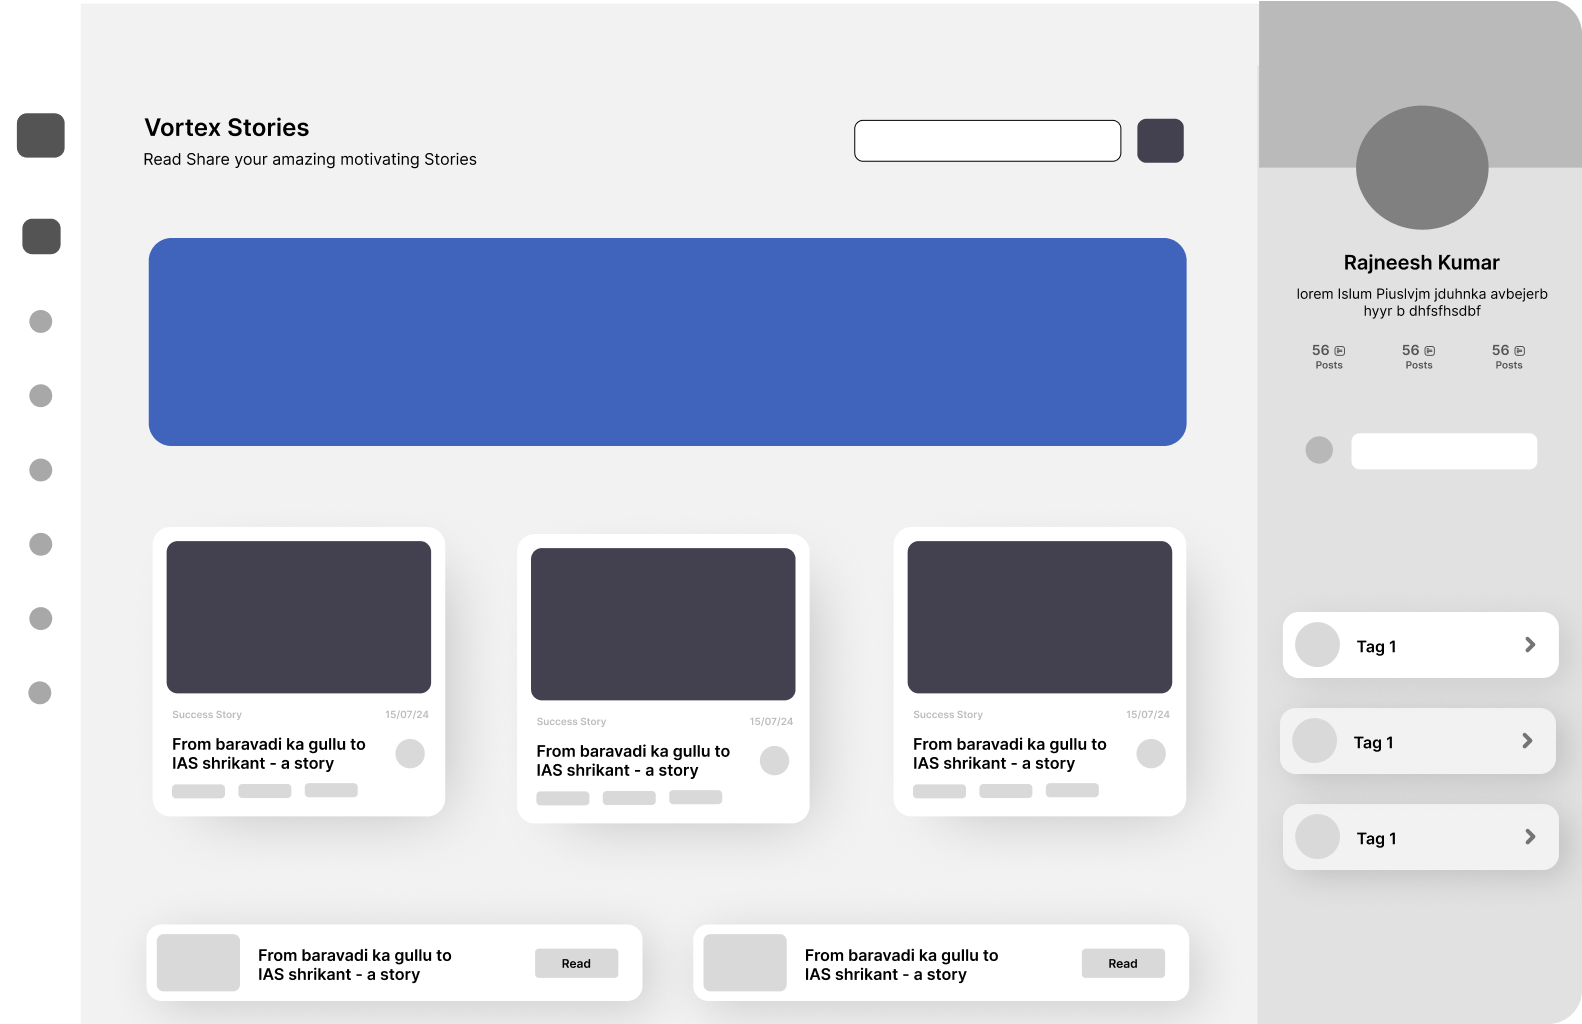 Vortex Stories
Read Share your amazing motivating Stories
Success Story 15/07/24
From baravadi ka gullu to
IAS shrikant - a story
Success Story 15/07/24
From baravadi ka gullu to
IAS shrikant - a story
Success Story 15/07/24
From baravadi ka gullu to
IAS shrikant - a story
From baravadi ka gullu to
IAS shrikant - a story
Read
From baravadi ka gullu to
IAS shrikant - a story
Read
Rajneesh Kumar
lorem Islum Piuslvjm jduhnka avbejerb
hyyr b dhfsfhsdbf
56 56 56
Posts Posts Posts
Tag 1
Tag 1
Tag 1